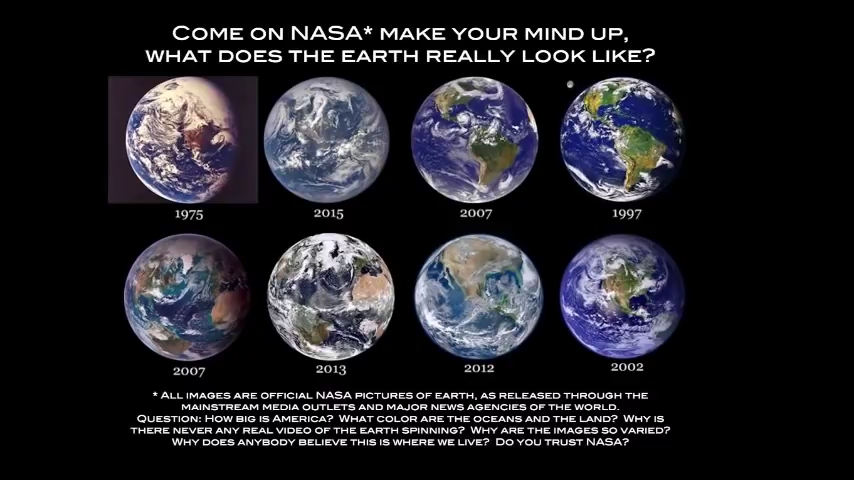 COME ON NASA* MAKE YOUR MIND UP,
WHAT DOES THE EARTH REALLY LOOK LIKE?
1975 2015 2007 1997
2007 2013 2012 2002
* ALL IMAGES ARE OFFICIAL NASA PICTURES OF EARTH, AS RELEASED THROUGH THE
MAINSTREAM MEDIA OUTLETS AND MAJOR NEWS AGENCIES OF THE WORLD.
QUESTION: HOW BIG IS AMERICA? WHAT COLOR ARE THE OCEANS AND THE LAND? WHY IS
THERE NEVER ANY REAL VIDEO OF THE EARTH SPINNING? WHY ARE THE IMAGES SO VARIED?
WHY DOES ANYBODY BELIEVE THIS IS WHERE WE LIVE? DO YOU TRUST NASA?